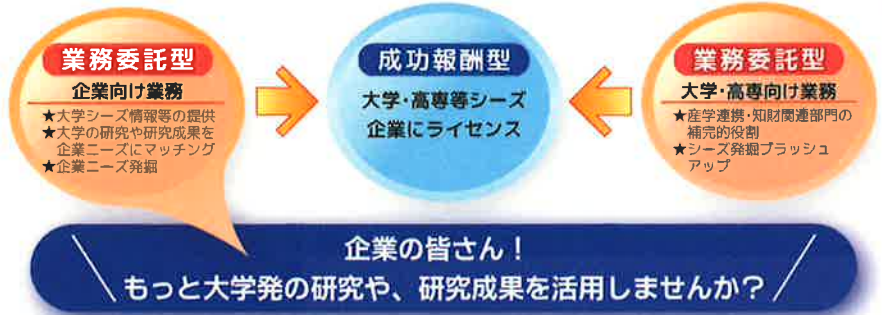 業務委託型
企業向け業務
★大学シーズ情報等の提供
★大学の研究や研究成果を
企業ニーズにマッチング
★企業ニーズ発掘
成功報酬型
大学・高専等シーズ
企業にライセンス
業務委託型
大学・高専向け業務
★産学連携・知財関連部門の
補完的役割
★シーズ発掘ブラッシュ
アップ
企業の皆さん！
もっと大学発の研究や、研究成果を活用しませんか？